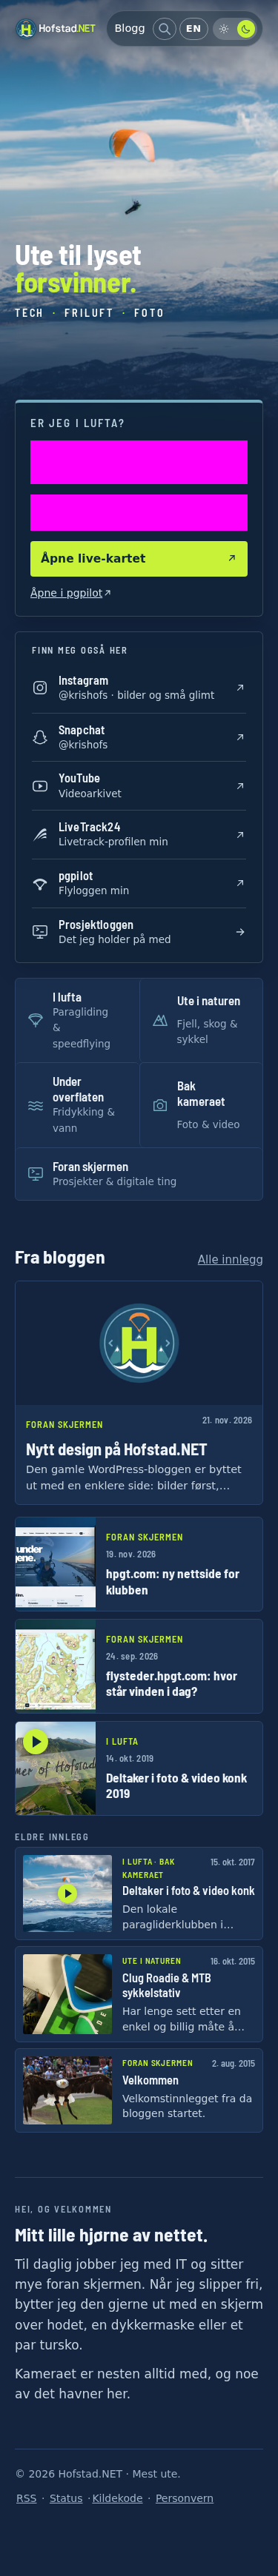 Hofstad.NET
Blogg
EN
Ute til lyset
forsvinner.
TECH · FRILUFT · FOTO
ER JEG I LUFTA?
Åpne live-kartet ↗
Åpne i pgpilot ↗
FINN MEG OGSÅ HER
Instagram
@krishofs · bilder og små glimt ↗
Snapchat
@krishofs ↗
YouTube
Videoarkivet ↗
LiveTrack24
Livetrack-profilen min ↗
pgpilot
Flyloggen min ↗
Prosjektloggen
Det jeg holder på med →
I lufta
Paragliding
&
speedflying
Ute i naturen
Fjell, skog &
sykkel
Under
overflaten
Fridykking &
vann
Bak
kameraet
Foto & video
Foran skjermen
Prosjekter & digitale ting
Fra bloggen
Alle innlegg
H
FORAN SKJERMEN
21. nov. 2026
Nytt design på Hofstad.NET
Den gamle WordPress-bloggen er byttet
ut med en enklere side: bilder først,…
FORAN SKJERMEN
19. nov. 2026
hpgt.com: ny nettside for
klubben
FORAN SKJERMEN
24. sep. 2026
flysteder.hpgt.com: hvor
står vinden i dag?
I LUFTA
14. okt. 2019
Deltaker i foto & video konk
2019
ELDRE INNLEGG
I LUFTA · BAK
KAMERAET
15. okt. 2017
Deltaker i foto & video konk
Den lokale
paragliderklubben i…
UTE I NATUREN
16. okt. 2015
Clug Roadie & MTB
sykkelstativ
Har lenge sett etter en
enkel og billig måte å…
FORAN SKJERMEN
2. aug. 2015
Velkommen
Velkomstinnlegget fra da
bloggen startet.
HEI, OG VELKOMMEN
Mitt lille hjørne av nettet.
Til daglig jobber jeg med IT og sitter
mye foran skjermen. Når jeg slipper fri,
bytter jeg den gjerne ut med en skjerm
over hodet, en dykkermaske eller et
par tursko.
Kameraet er nesten alltid med, og noe
av det havner her.
© 2026 Hofstad.NET · Mest ute.
RSS · Status · Kildekode · Personvern